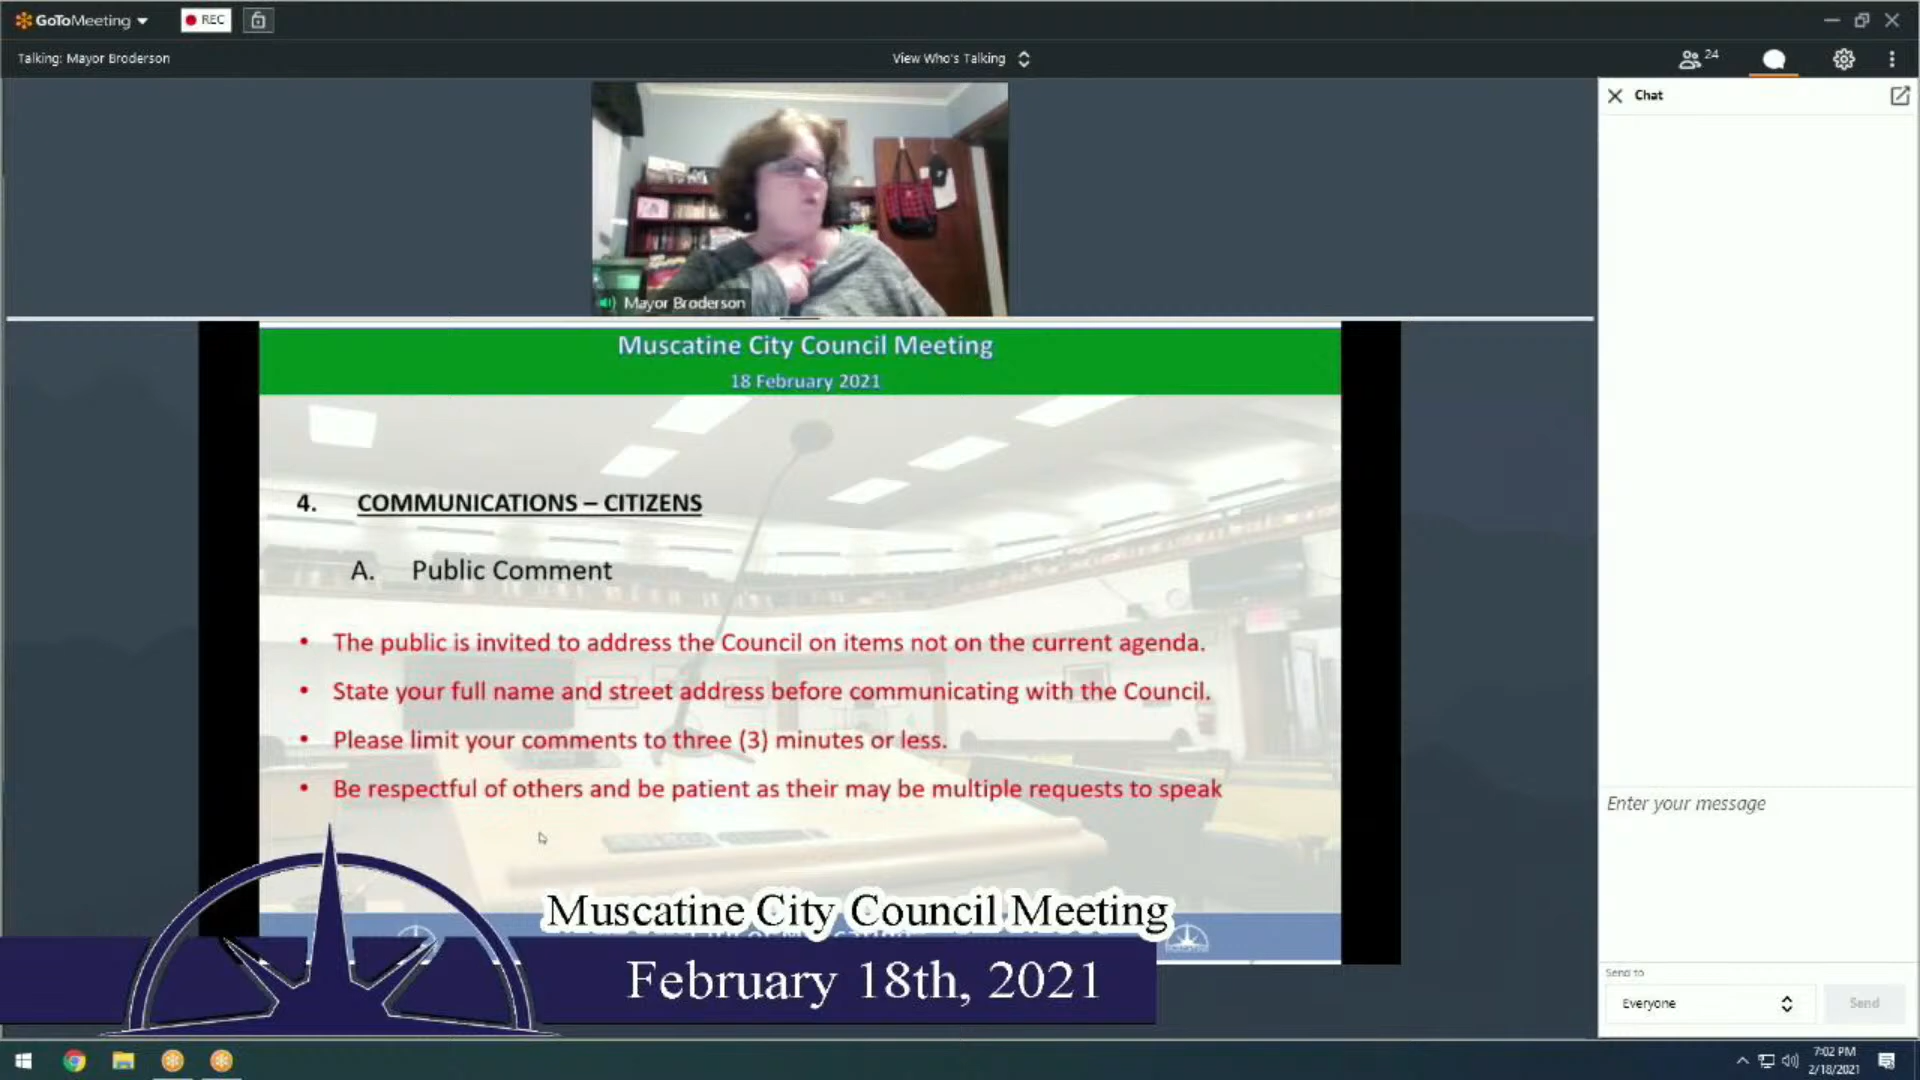 GoToMeeting
REC
Talking: Mayor Broderson
View Who's Talking
24
Chat
Mayor Broderson
Muscatine City Council Meeting
18 February 2021
4. COMMUNICATIONS – CITIZENS
A. Public Comment
• The public is invited to address the Council on items not on the current agenda.
• State your full name and street address before communicating with the Council.
• Please limit your comments to three (3) minutes or less.
• Be respectful of others and be patient as their may be multiple requests to speak
Enter your message
Muscatine City Council Meeting
February 18th, 2021
Send to
Everyone
Send
7:02 PM
2/18/2021